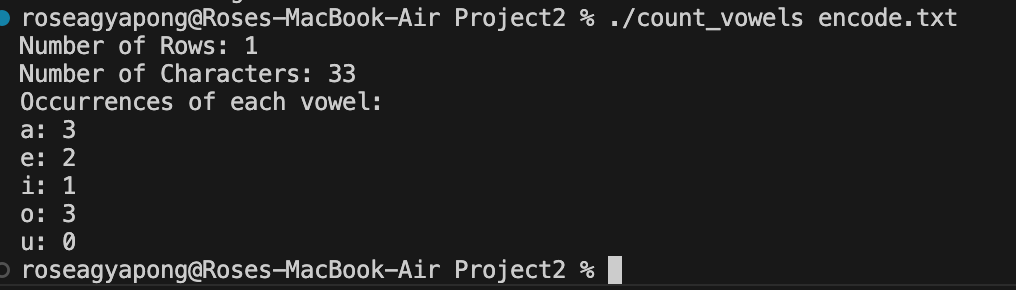 roseagyapong@Roses-MacBook-Air Project2 % ./count_vowels encode.txt
Number of Rows: 1
Number of Characters: 33
Occurrences of each vowel:
a: 3
e: 2
i: 1
o: 3
u: 0
roseagyapong@Roses-MacBook-Air Project2 %